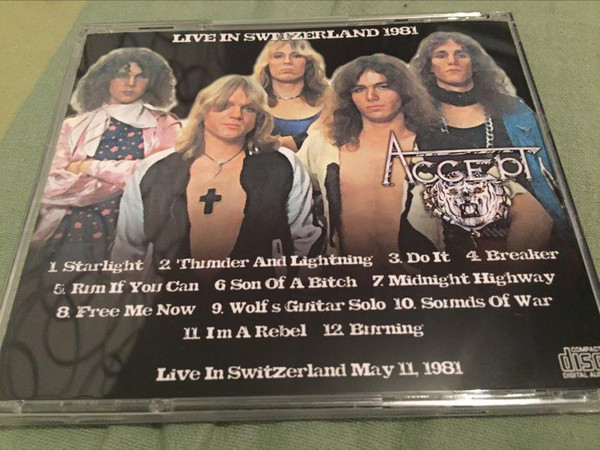 LIVE IN SWITZERLAND 1981
ACCEPT
1. Starlight 2. Thunder And Lightning 3. Do It 4. Breaker
5. Run If You Can 6 Son Of A Bitch 7. Midnight Highway
8. Free Me Now 9. Wolf s Guitar Solo 10. Sounds Of War
11. I m A Rebel 12. Burning
Live In Switzerland May 11, 1981
COMPACT
disc
DIGITAL AUD